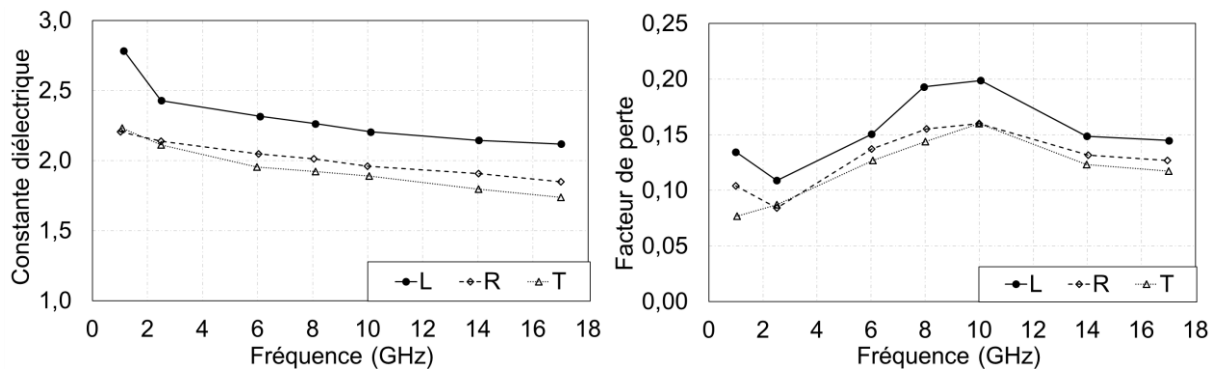 Constante diélectrique
3,0
2,5
2,0
1,5
1,0
0 2 4 6 8 10 12 14 16 18
Fréquence (GHz)
L R T
Facteur de perte
0,25
0,20
0,15
0,10
0,05
0,00
0 2 4 6 8 10 12 14 16 18
Fréquence (GHz)
L R T